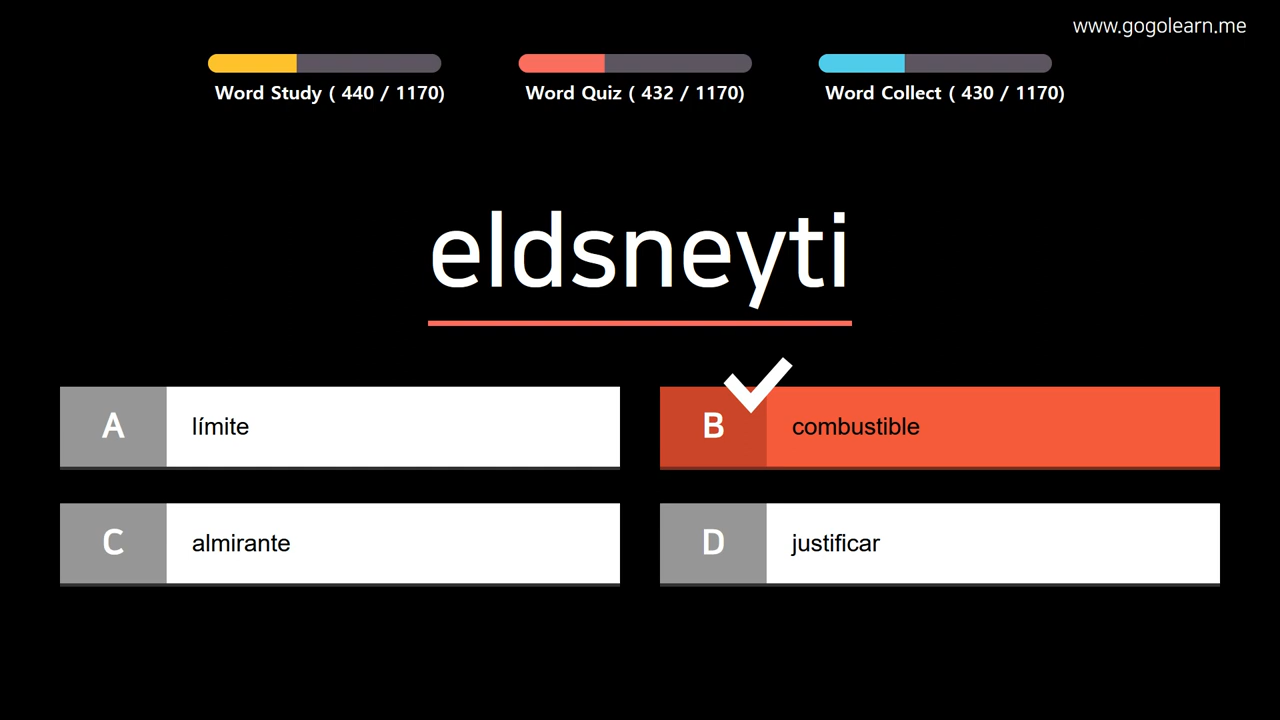 www.gogolearn.me
Word Study ( 440 / 1170)
Word Quiz ( 432 / 1170)
Word Collect ( 430 / 1170)
eldsneyti
A límite
B combustible
C almirante
D justificar